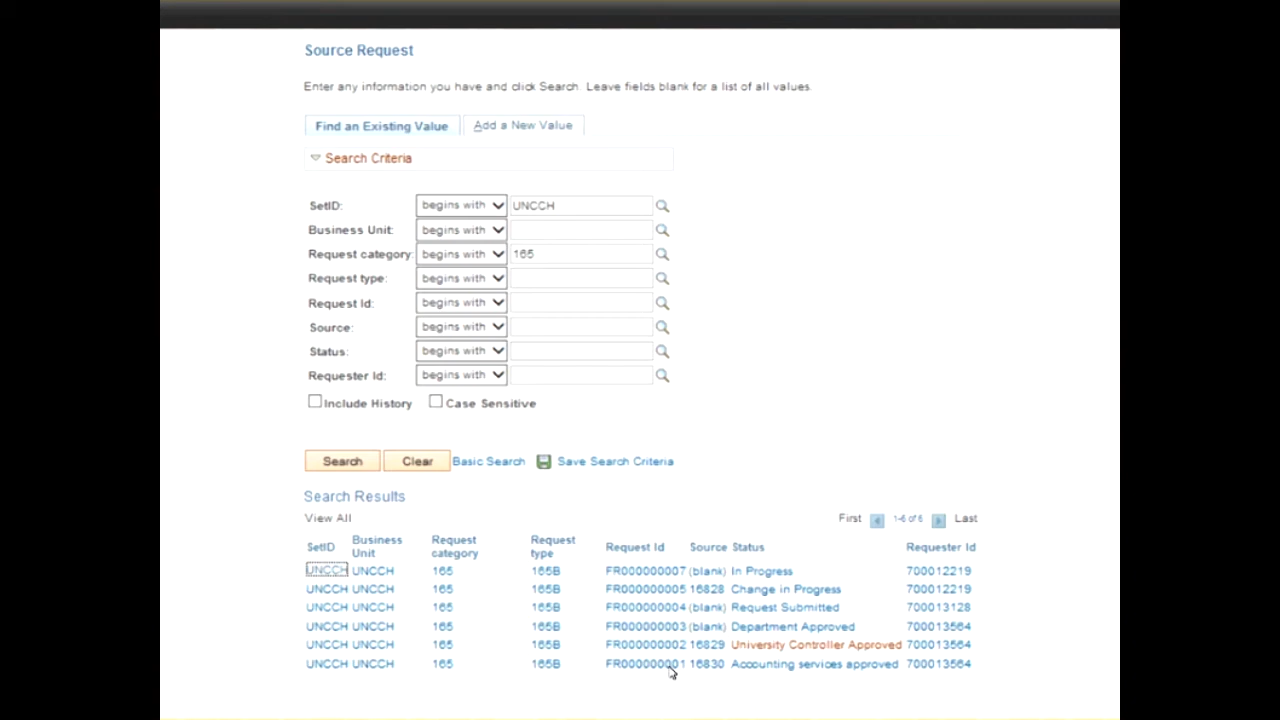 Source Request
Enter any information you have and click Search. Leave fields blank for a list of all values.
Find an Existing Value Add a New Value
Search Criteria
SetID: begins with UNCCH
Business Unit: begins with
Request category: begins with 165
Request type: begins with
Request Id: begins with
Source: begins with
Status: begins with
Requester Id: begins with
Include History Case Sensitive
Search Clear Basic Search Save Search Criteria
Search Results
View All First 1-6 of 6 Last
SetID Business Unit Request category Request type Request Id Source Status Requester Id
UNCCH UNCCH 165 165B FR000000007 (blank) In Progress 700012219
UNCCH UNCCH 165 165B FR000000005 16828 Change in Progress 700012219
UNCCH UNCCH 165 165B FR000000004 (blank) Request Submitted 700013128
UNCCH UNCCH 165 165B FR000000003 (blank) Department Approved 700013564
UNCCH UNCCH 165 165B FR000000002 16829 University Controller Approved 700013564
UNCCH UNCCH 165 165B FR000000001 16830 Accounting services approved 700013564